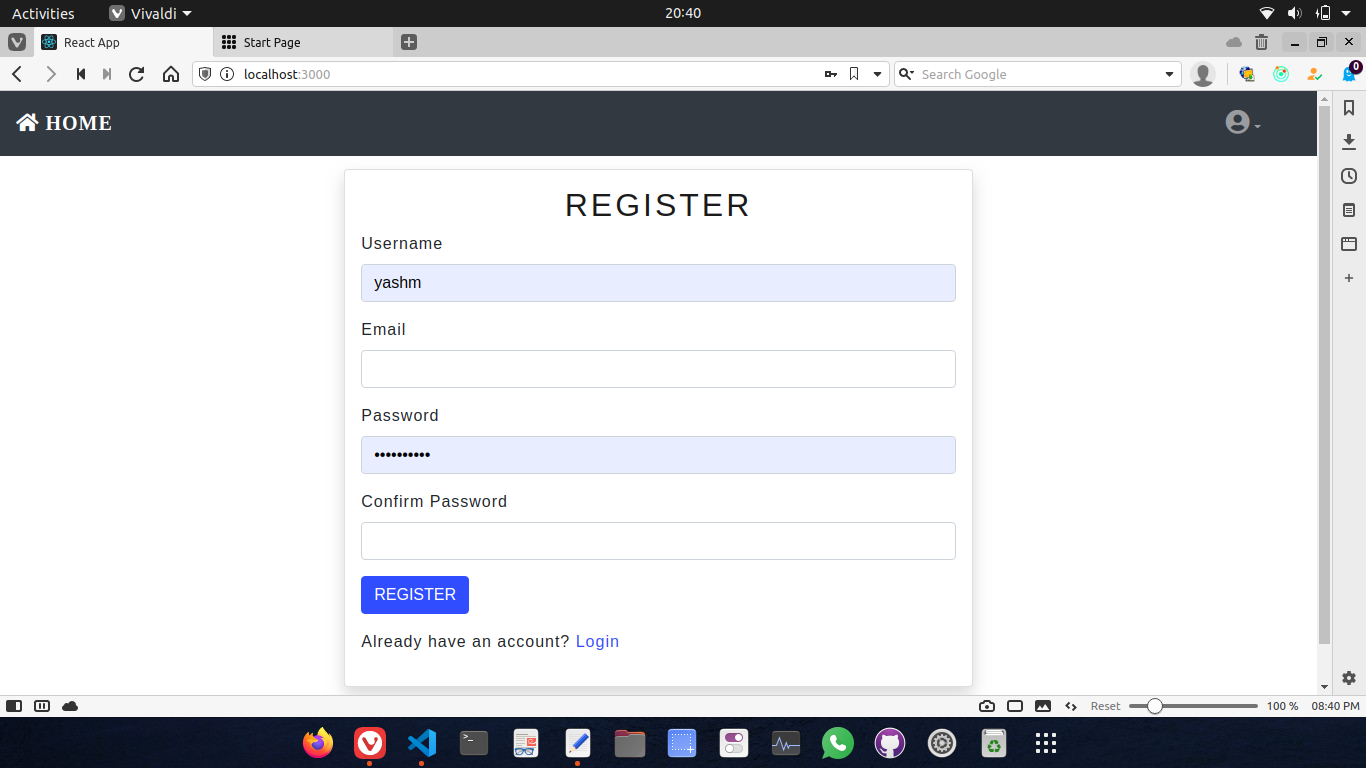 Activities
Vivaldi
20:40
React App
Start Page
localhost:3000
Search Google
0
HOME
REGISTER
Username
yashm
Email
Password
••••••••••
Confirm Password
REGISTER
Already have an account? Login
Reset
100 %
08:40 PM